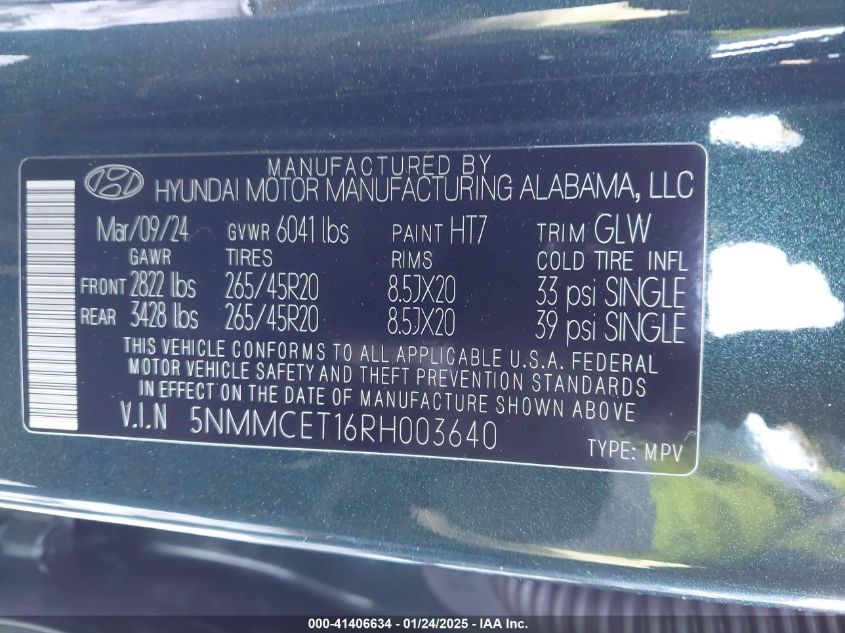 MANUFACTURED BY
HYUNDAI MOTOR MANUFACTURING ALABAMA, LLC
Mar/09/24 GVWR 6041 lbs PAINT HT7 TRIM GLW
GAWR TIRES RIMS COLD TIRE INFL
FRONT 2822 lbs 265/45R20 8.5JX20 33 psi SINGLE
REAR 3428 lbs 265/45R20 8.5JX20 39 psi SINGLE
THIS VEHICLE CONFORMS TO ALL APPLICABLE U.S.A. FEDERAL
MOTOR VEHICLE SAFETY AND THEFT PREVENTION STANDARDS
IN EFFECT ON THE DATE OF MANUFACTURE SHOWN ABOVE
V.I.N 5NMMCET16RH003640
TYPE: MPV
000-41406634 - 01/24/2025 - IAA Inc.